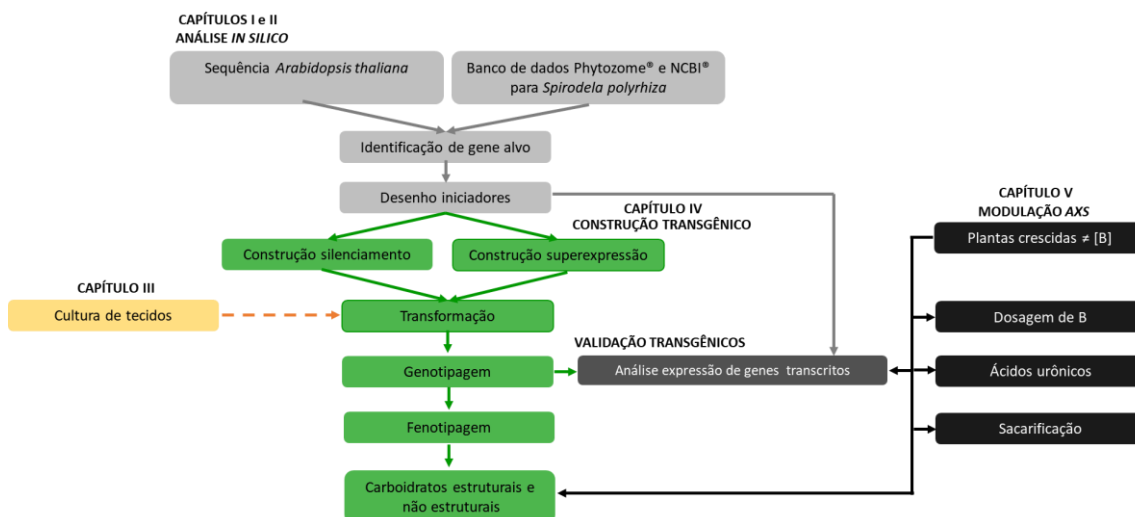 CAPÍTULOS I e II
ANÁLISE IN SILICO
Sequência Arabidopsis thaliana
Banco de dados Phytozome® e NCBI®
para Spirodela polyrhiza
Identificação de gene alvo
Desenho iniciadores
CAPÍTULO IV
CONSTRUÇÃO TRANSGÊNICO
CAPÍTULO V
MODULAÇÃO AXS
Construção silenciamento
Construção superexpressão
Plantas crescidas ≠ [B]
CAPÍTULO III
Cultura de tecidos
Transformação
Dosagem de B
VALIDAÇÃO TRANSGÊNICOS
Genotipagem
Análise expressão de genes transcritos
Ácidos urônicos
Fenotipagem
Sacarificação
Carboidratos estruturais e
não estruturais